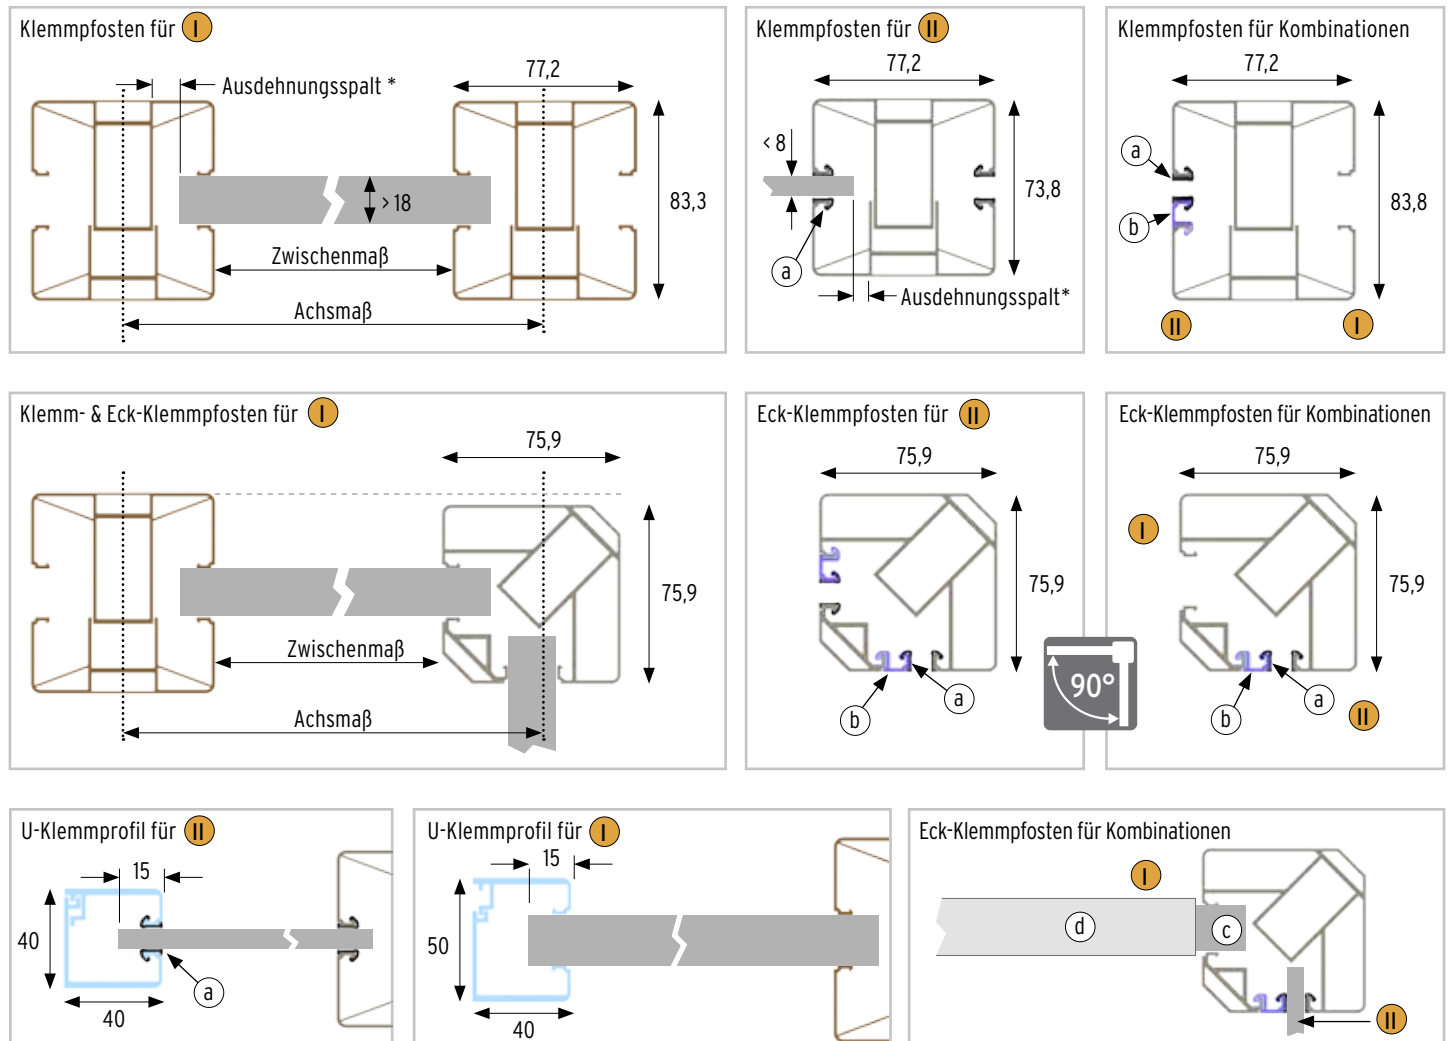 Klemmpfosten für I
Ausdehnungsspalt *
77,2
> 18
83,3
Zwischenmaß
Achsmaß
Klemmpfosten für II
77,2
< 8
73,8
a
Ausdehnungsspalt*
Klemmpfosten für Kombinationen
77,2
a
b
83,8
II
I
Klemm- & Eck-Klemmpfosten für I
75,9
75,9
Zwischenmaß
Achsmaß
Eck-Klemmpfosten für II
75,9
75,9
a
b
90°
Eck-Klemmpfosten für Kombinationen
75,9
I
75,9
a
b
II
U-Klemmprofil für II
15
40
a
40
U-Klemmprofil für I
15
50
40
Eck-Klemmpfosten für Kombinationen
I
d
c
II